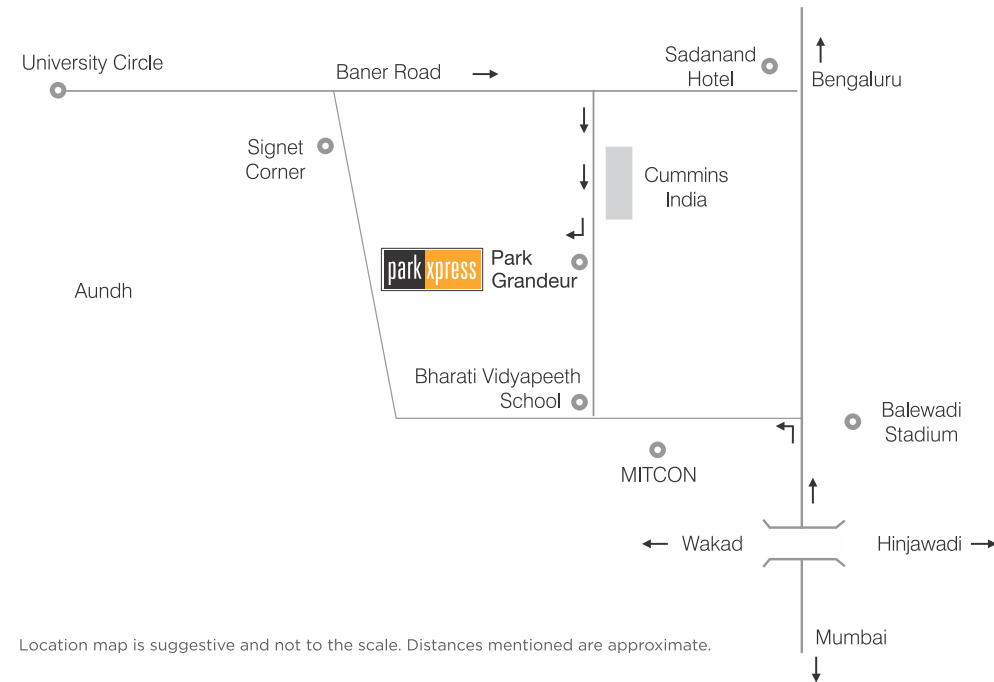 University Circle
Baner Road
Sadanand
Hotel
Bengaluru
Signet
Corner
Cummins
India
park xpress
Park
Grandeur
Aundh
Bharati Vidyapeeth
School
Balewadi
Stadium
MITCON
Wakad
Hinjawadi
Mumbai
Location map is suggestive and not to the scale. Distances mentioned are approximate.